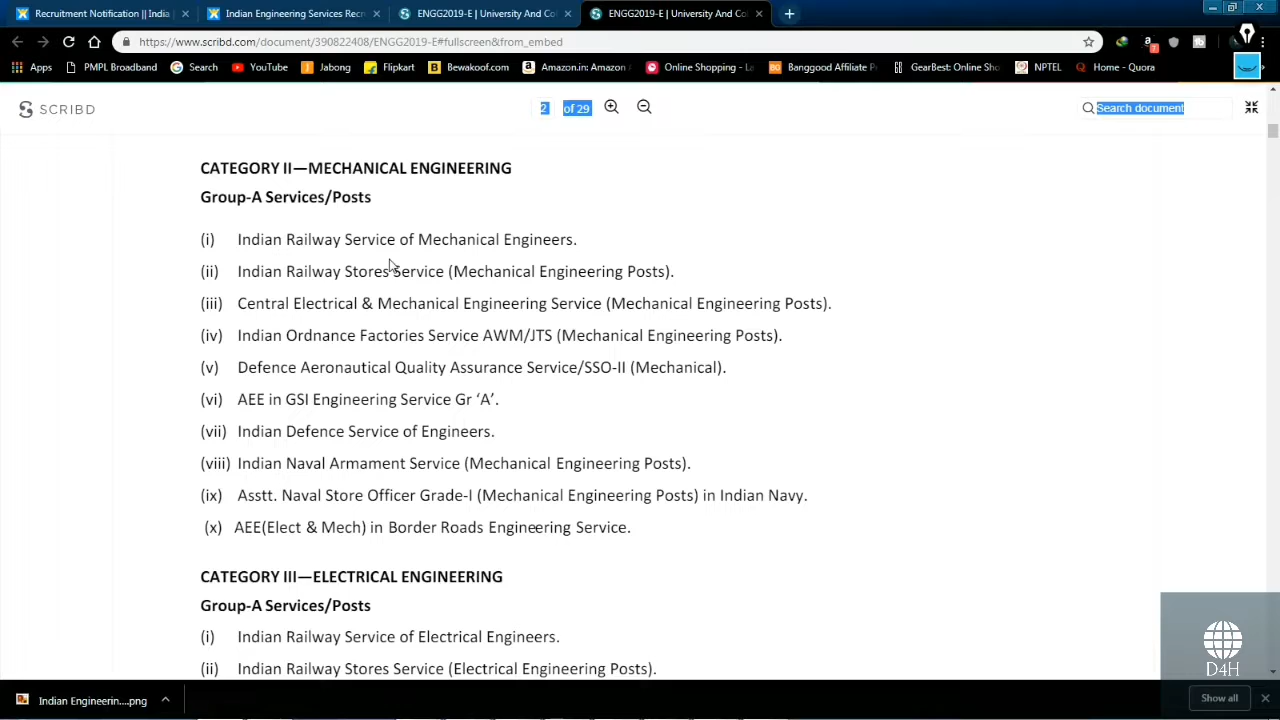 Recruitment Notification || India
Indian Engineering Services Recr
ENGG2019-E | University And Col
ENGG2019-E | University And Col
https://www.scribd.com/document/390822408/ENGG2019-E#fullscreen&from_embed
Apps
PMPL Broadband
Search
YouTube
Jabong
Flipkart
Bewakoof.com
Amazon.in: Amazon
Online Shopping - Le
Banggood Affiliate P
GearBest: Online Sho
NPTEL
Home - Quora
SCRIBD
2 of 29
Search document
CATEGORY II—MECHANICAL ENGINEERING
Group-A Services/Posts
(i) Indian Railway Service of Mechanical Engineers.
(ii) Indian Railway Stores Service (Mechanical Engineering Posts).
(iii) Central Electrical & Mechanical Engineering Service (Mechanical Engineering Posts).
(iv) Indian Ordnance Factories Service AWM/JTS (Mechanical Engineering Posts).
(v) Defence Aeronautical Quality Assurance Service/SSO-II (Mechanical).
(vi) AEE in GSI Engineering Service Gr ‘A’.
(vii) Indian Defence Service of Engineers.
(viii) Indian Naval Armament Service (Mechanical Engineering Posts).
(ix) Asstt. Naval Store Officer Grade-I (Mechanical Engineering Posts) in Indian Navy.
(x) AEE(Elect & Mech) in Border Roads Engineering Service.
CATEGORY III—ELECTRICAL ENGINEERING
Group-A Services/Posts
(i) Indian Railway Service of Electrical Engineers.
(ii) Indian Railway Stores Service (Electrical Engineering Posts).
D4H
Indian Engineerin....png
Show all